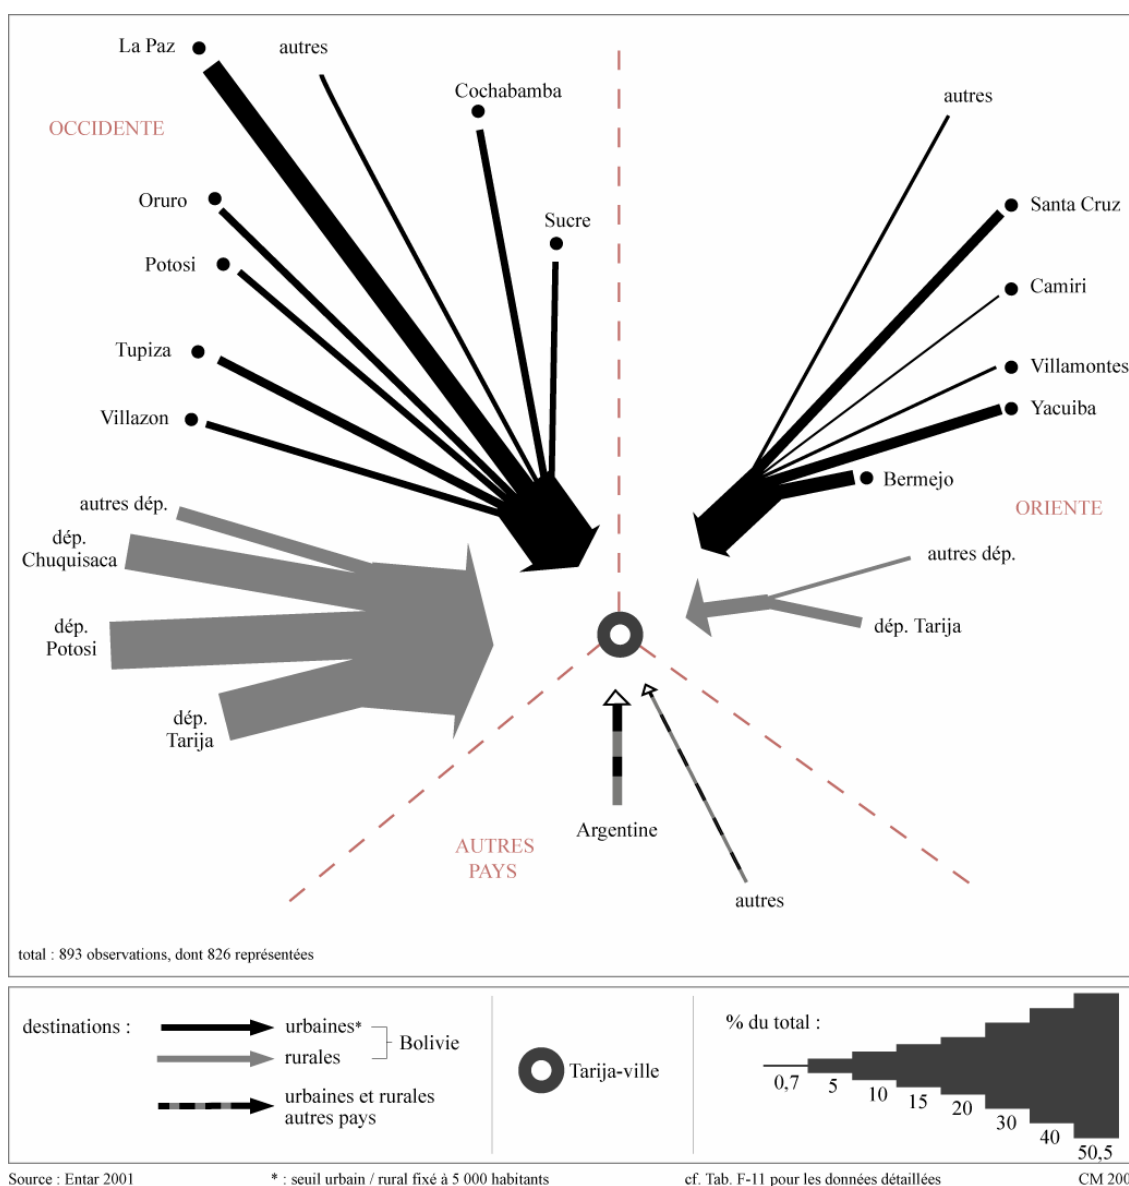 La Paz
autres
Cochabamba
autres
OCCIDENTE
Oruro
Sucre
Santa Cruz
Potosi
Camiri
Tupiza
Villamontes
Villazon
Yacuiba
Bermejo
autres dép.
ORIENTE
dép.
Chuquisaca
autres dép.
dép.
Potosi
dép. Tarija
dép.
Tarija
Argentine
AUTRES
PAYS
autres
total : 893 observations, dont 826 représentées
destinations :
urbaines*
rurales
Bolivie
urbaines et rurales
autres pays
Tarija-ville
% du total :
0,7
5
10
15
20
30
40
50,5
Source : Entar 2001
* : seuil urbain / rural fixé à 5 000 habitants
cf. Tab. F-11 pour les données détaillées
CM 200